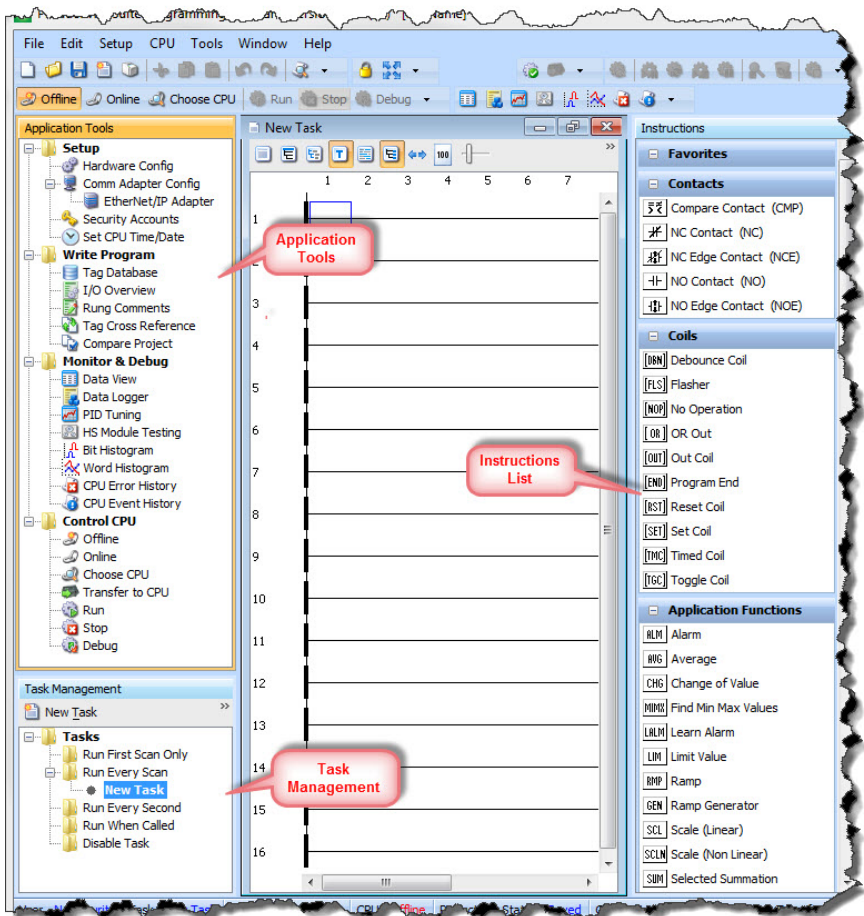 File Edit Setup CPU Tools Window Help
Offline Online Choose CPU Run Stop Debug
Application Tools
Setup
Hardware Config
Comm Adapter Config
EtherNet/IP Adapter
Security Accounts
Set CPU Time/Date
Write Program
Tag Database
I/O Overview
Rung Comments
Tag Cross Reference
Compare Project
Monitor & Debug
Data View
Data Logger
PID Tuning
HS Module Testing
Bit Histogram
Word Histogram
CPU Error History
CPU Event History
Control CPU
Offline
Online
Choose CPU
Transfer to CPU
Run
Stop
Debug
Task Management
New Task
Tasks
Run First Scan Only
Run Every Scan
New Task
Run Every Second
Run When Called
Disable Task
New Task
T 100
1 2 3 4 5 6 7
1
2
3
4
5
6
7
8
9
10
11
12
13
14
15
16
Application
Tools
Instructions
List
Task
Management
Instructions
Favorites
Contacts
Compare Contact (CMP)
NC Contact (NC)
NC Edge Contact (NCE)
NO Contact (NO)
NO Edge Contact (NOE)
Coils
[DBN] Debounce Coil
[FLS] Flasher
[NOP] No Operation
[ OR ] OR Out
[OUT] Out Coil
[END] Program End
[RST] Reset Coil
[SET] Set Coil
[TMC] Timed Coil
[TGC] Toggle Coil
Application Functions
ALM Alarm
AVG Average
CHG Change of Value
MIMX Find Min Max Values
LALM Learn Alarm
LIM Limit Value
RMP Ramp
GEN Ramp Generator
SCL Scale (Linear)
SCLN Scale (Non Linear)
SUM Selected Summation